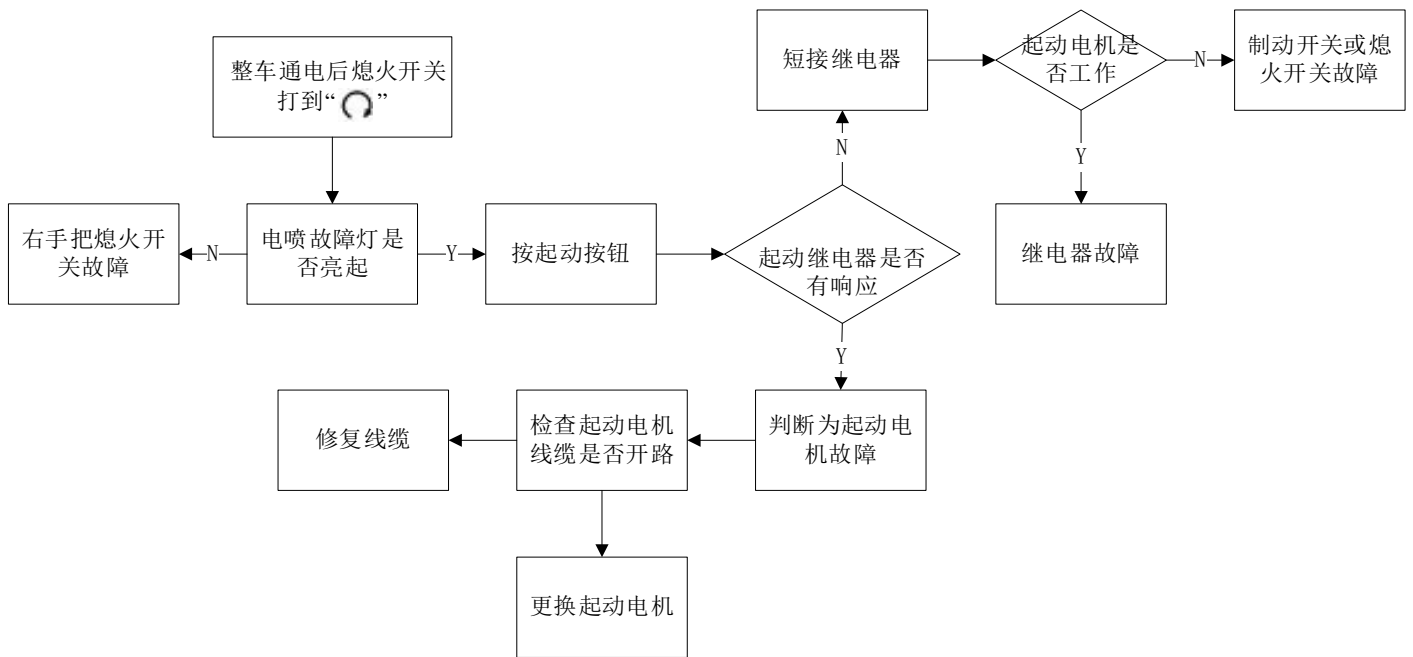 整车通电后熄火开关
打到“ ”
右手把熄火开
关故障
N
电喷故障灯是
否亮起
Y
按起动按钮
起动继电器是否
有响应
N
短接继电器
起动电机是
否工作
N
制动开关或熄
火开关故障
Y
继电器故障
Y
判断为起动电
机故障
检查起动电机
线缆是否开路
修复线缆
更换起动电机